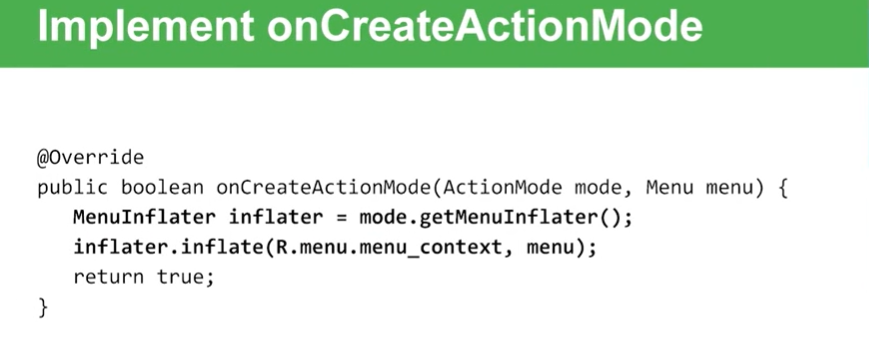 Implement onCreateActionMode
@Override
public boolean onCreateActionMode(ActionMode mode, Menu menu) {
MenuInflater inflater = mode.getMenuInflater();
inflater.inflate(R.menu.menu_context, menu);
return true;
}